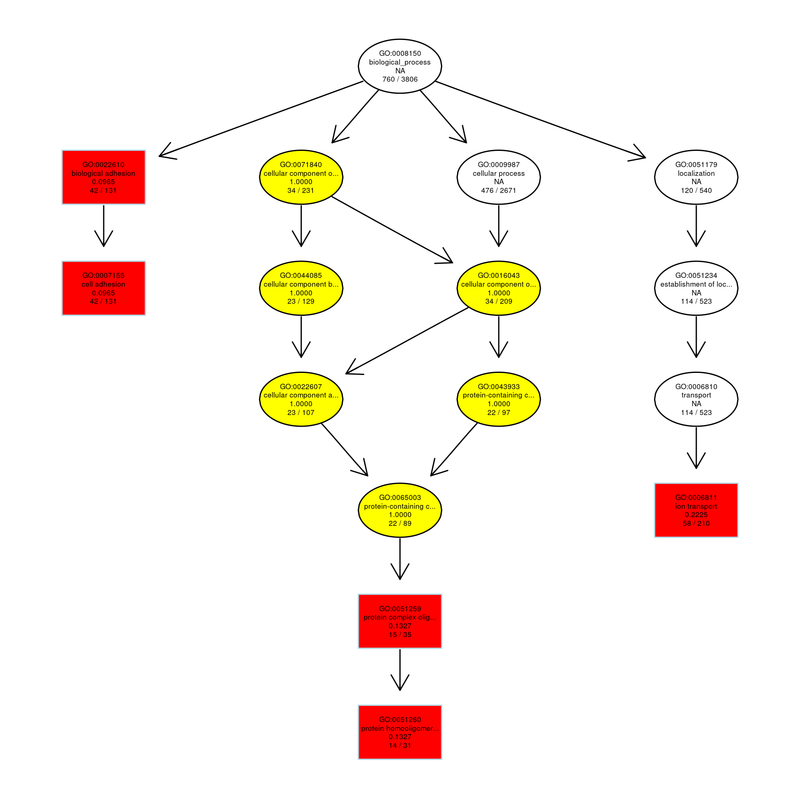 GO:0008150
biological_process
NA
760 / 3806
GO:0022610
biological adhesion
0.0965
42 / 131
GO:0071840
cellular component o...
1.0000
34 / 231
GO:0009987
cellular process
NA
476 / 2671
GO:0051179
localization
NA
120 / 540
GO:0007155
cell adhesion
0.0965
42 / 131
GO:0044085
cellular component b...
1.0000
23 / 129
GO:0016043
cellular component o...
1.0000
34 / 209
GO:0051234
establishment of loc...
NA
114 / 523
GO:0022607
cellular component a...
1.0000
23 / 107
GO:0043933
protein-containing c...
1.0000
22 / 97
GO:0006810
transport
NA
114 / 523
GO:0065003
protein-containing c...
1.0000
22 / 89
GO:0006811
ion transport
0.2225
/ 210
GO:0051259
protein complex olig...
0.1327
15 / 35
GO:0051260
protein homooligomer...
0.1327
14 / 31